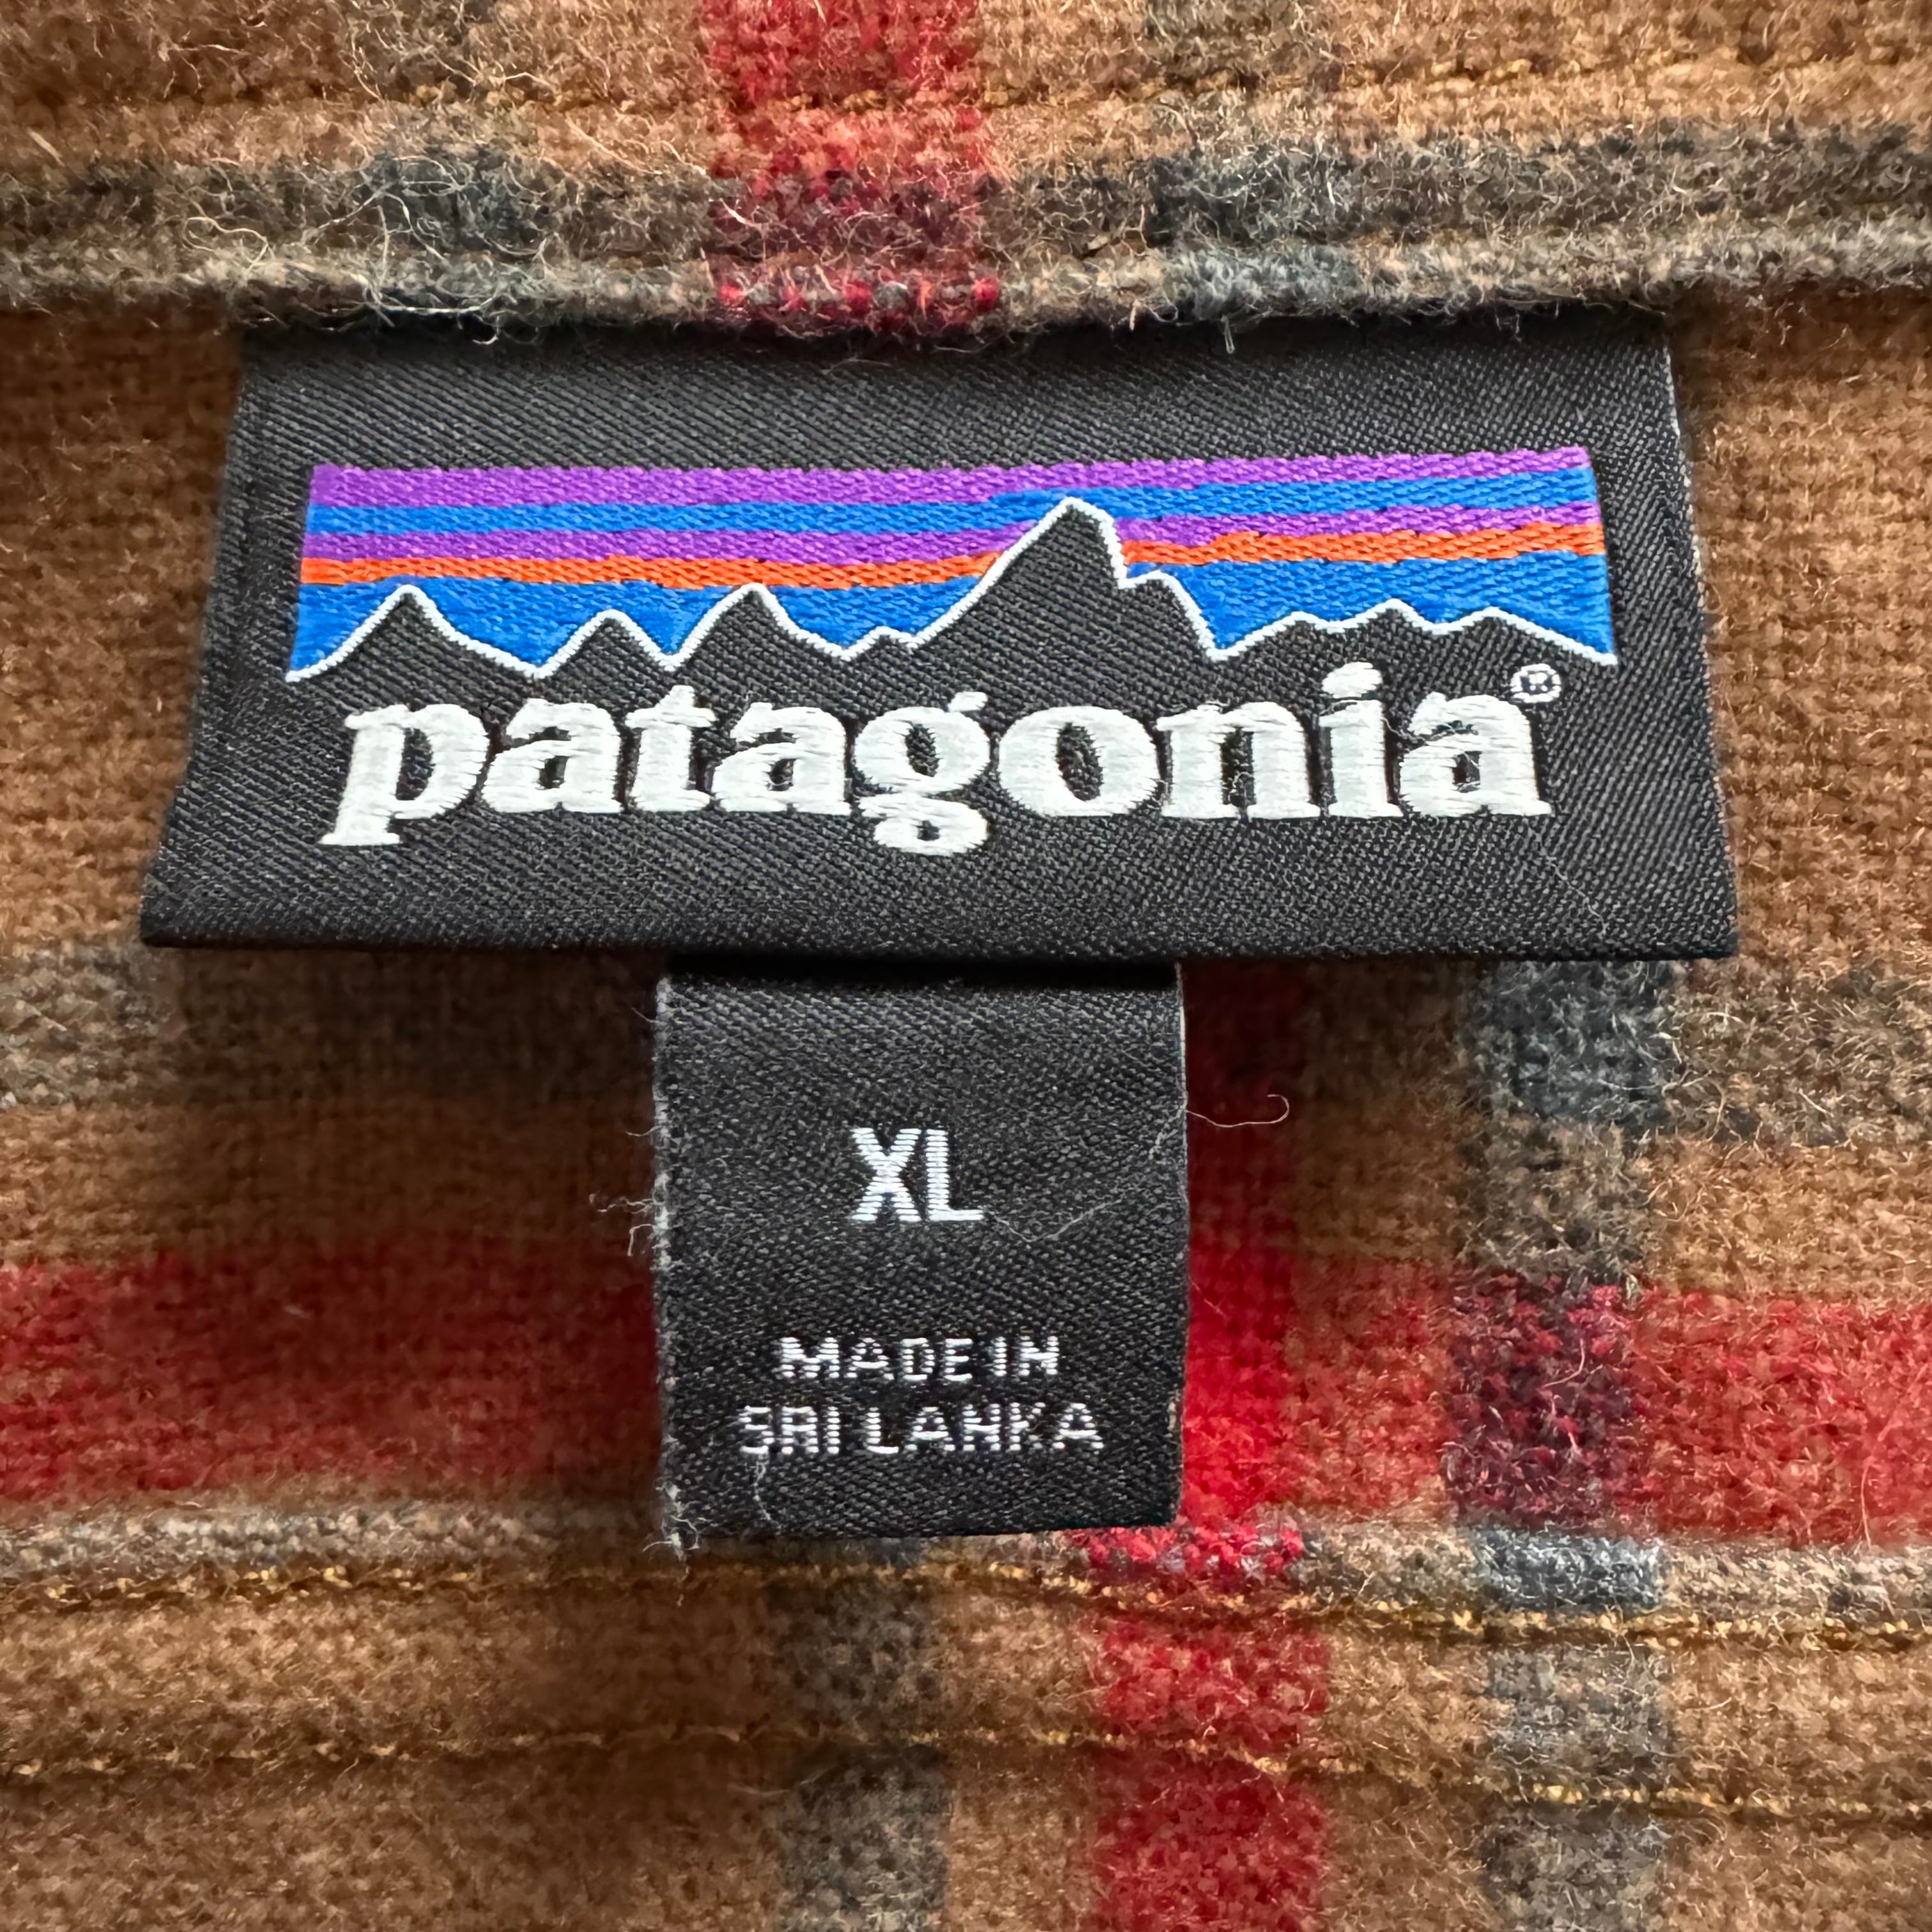 patagonia®
XL
MADE IN
SRI LANKA